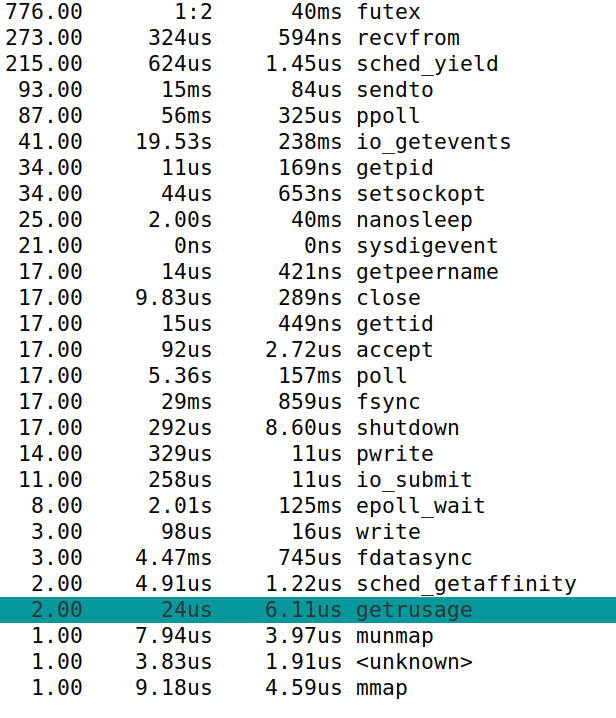 776.00 1:2 40ms futex
273.00 324us 594ns recvfrom
215.00 624us 1.45us sched_yield
93.00 15ms 84us sendto
87.00 56ms 325us ppoll
41.00 19.53s 238ms io_getevents
34.00 11us 169ns getpid
34.00 44us 653ns setsockopt
25.00 2.00s 40ms nanosleep
21.00 0ns 0ns sysdigevent
17.00 14us 421ns getpeername
17.00 9.83us 289ns close
17.00 15us 449ns gettid
17.00 92us 2.72us accept
17.00 5.36s 157ms poll
17.00 29ms 859us fsync
17.00 292us 8.60us shutdown
14.00 329us 11us pwrite
11.00 258us 11us io_submit
8.00 2.01s 125ms epoll_wait
3.00 98us 16us write
3.00 4.47ms 745us fdatasync
2.00 4.91us 1.22us sched_getaffinity
2.00 24us 6.11us getrusage
1.00 7.94us 3.97us munmap
1.00 3.83us 1.91us <unknown>
1.00 9.18us 4.59us mmap